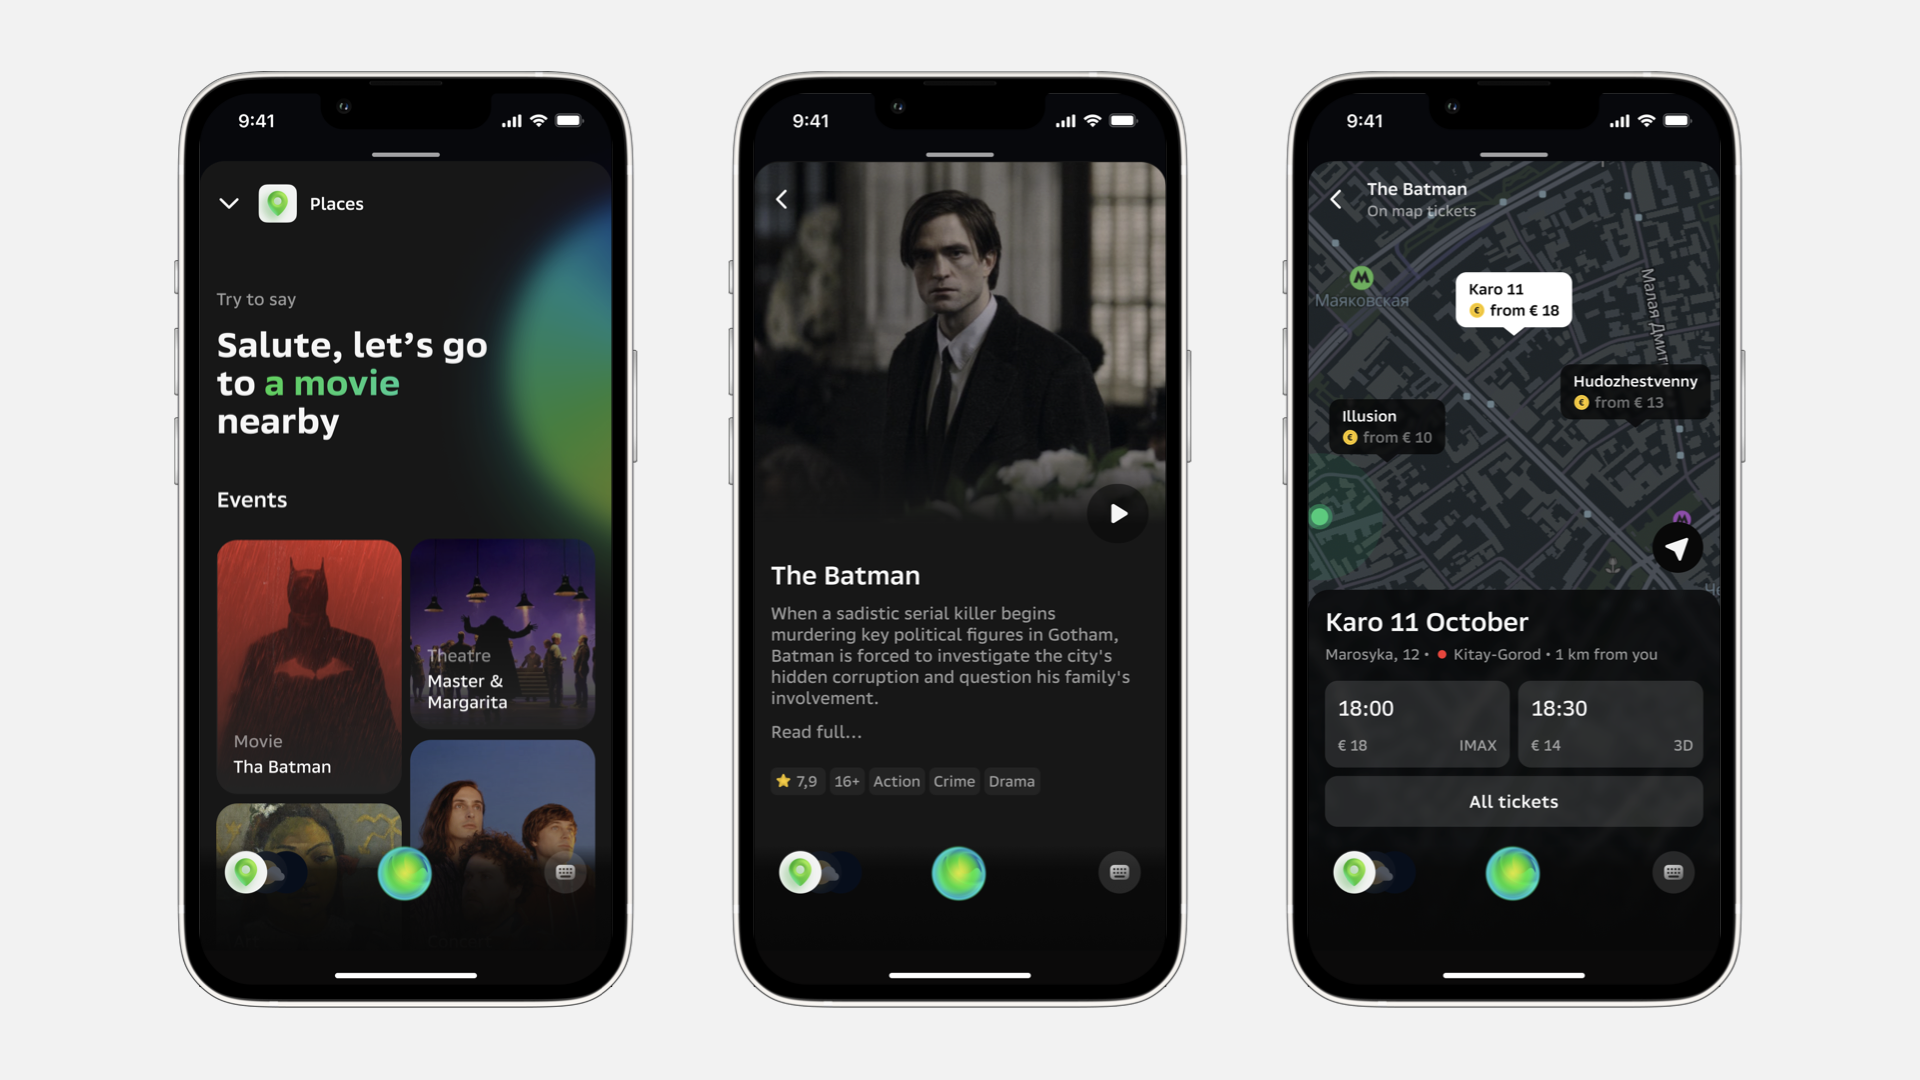 9:41
Places
Try to say
Salute, let’s go
to a movie
nearby
Events
Movie
Tha Batman
Theatre
Master &
Margarita
9:41
The Batman
When a sadistic serial killer begins
murdering key political figures in Gotham,
Batman is forced to investigate the city's
hidden corruption and question his family's
involvement.
Read full...
7,9
16+
Action
Crime
Drama
9:41
The Batman
On map tickets
Маяковская
Karo 11
€ from € 18
Малая Дмит
Hudozhestvenny
€ from € 13
Illusion
€ from € 10
Karo 11 October
Marosyka, 12 • Kitay-Gorod • 1 km from you
18:00
€ 18 IMAX
18:30
€ 14 3D
All tickets